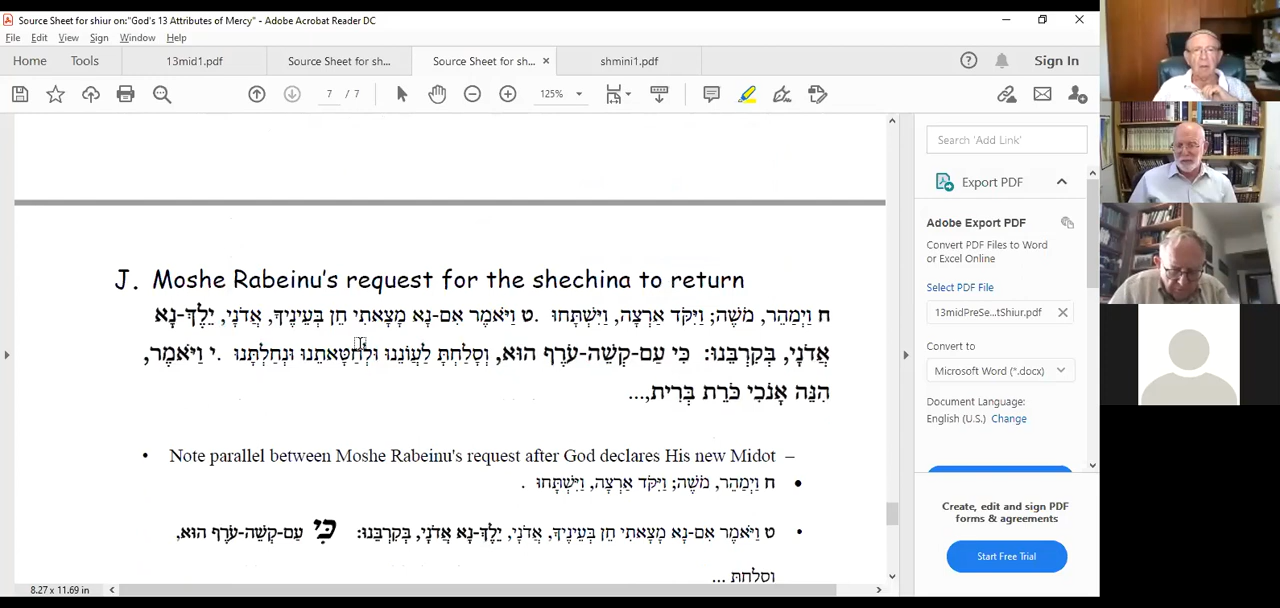 Source Sheet for shiur on:"God's 13 Attributes of Mercy" - Adobe Acrobat Reader DC
File Edit View Sign Window Help
Home Tools 13mid1.pdf Source Sheet for sh... Source Sheet for sh... × shmini1.pdf Sign In
7 / 7 125%
Search 'Add Link'
Export PDF
Adobe Export PDF
Convert PDF Files to Word
or Excel Online
Select PDF File
13midPreSe...tShiur.pdf ×
Convert to
Microsoft Word (*.docx)
Document Language:
English (U.S.) Change
Create, edit and sign PDF
forms & agreements
Start Free Trial
J. Moshe Rabeinu's request for the shechina to return
ח וַיְמַהֵר, מֹשֶׁה; וַיִּקֹּד אַרְצָה, וַיִּשְׁתָּחוּ. ט וַיֹּאמֶר אִם-נָא מָצָאתִי חֵן בְּעֵינֶיךָ, אֲדֹנָי, יֵלֶךְ-נָא
אֲדֹנָי, בְּקִרְבֵּנוּ: כִּי עַם-קְשֵׁה-עֹרֶף הוּא, וְסָלַחְתָּ לַעֲוֺנֵנוּ וּלְחַטָּאתֵנוּ וּנְחַלְתָּנוּ. י וַיֹּאמֶר,
הִנֵּה אָנֹכִי כֹּרֵת בְּרִית,...
• Note parallel between Moshe Rabeinu's request after God declares His new Midot –
• ח וַיְמַהֵר, מֹשֶׁה; וַיִּקֹּד אַרְצָה, וַיִּשְׁתָּחוּ.
• ט וַיֹּאמֶר אִם-נָא מָצָאתִי חֵן בְּעֵינֶיךָ, אֲדֹנָי, יֵלֶךְ-נָא אֲדֹנָי, בְּקִרְבֵּנוּ: כִּי עַם-קְשֵׁה-עֹרֶף הוּא,
וסלחת ...
8.27 x 11.69 in